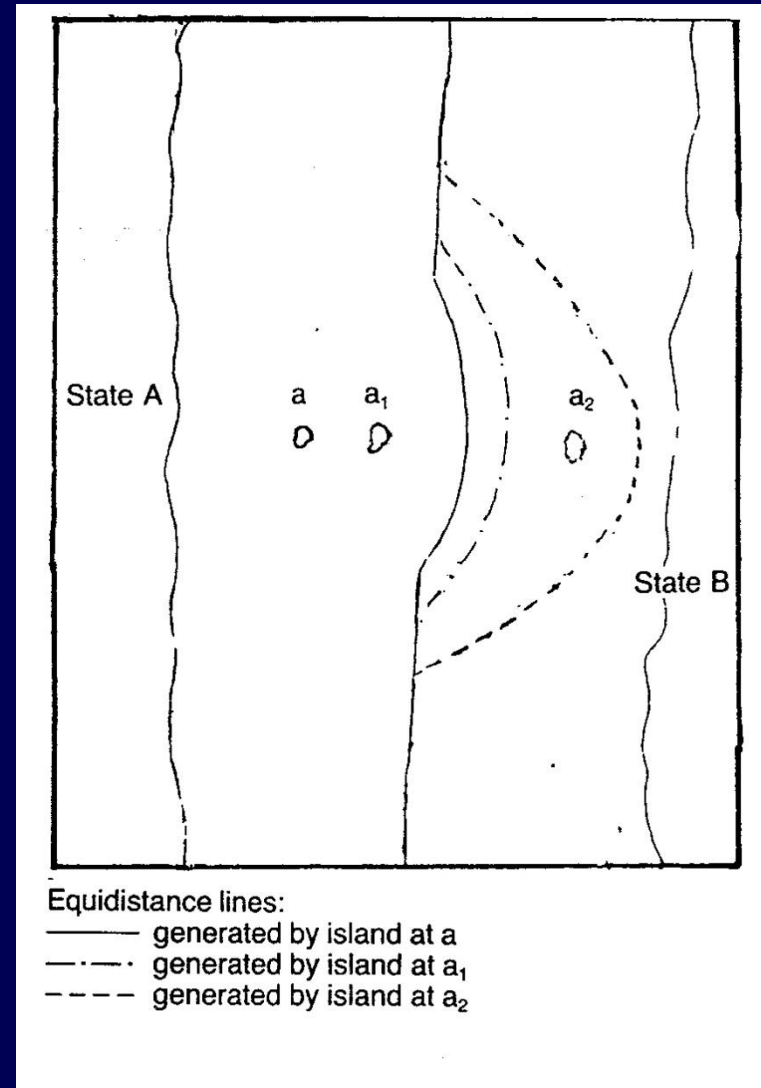 State A
a
a₁
a₂
State B
Equidistance lines:
generated by island at a
generated by island at a₁
generated by island at a₂